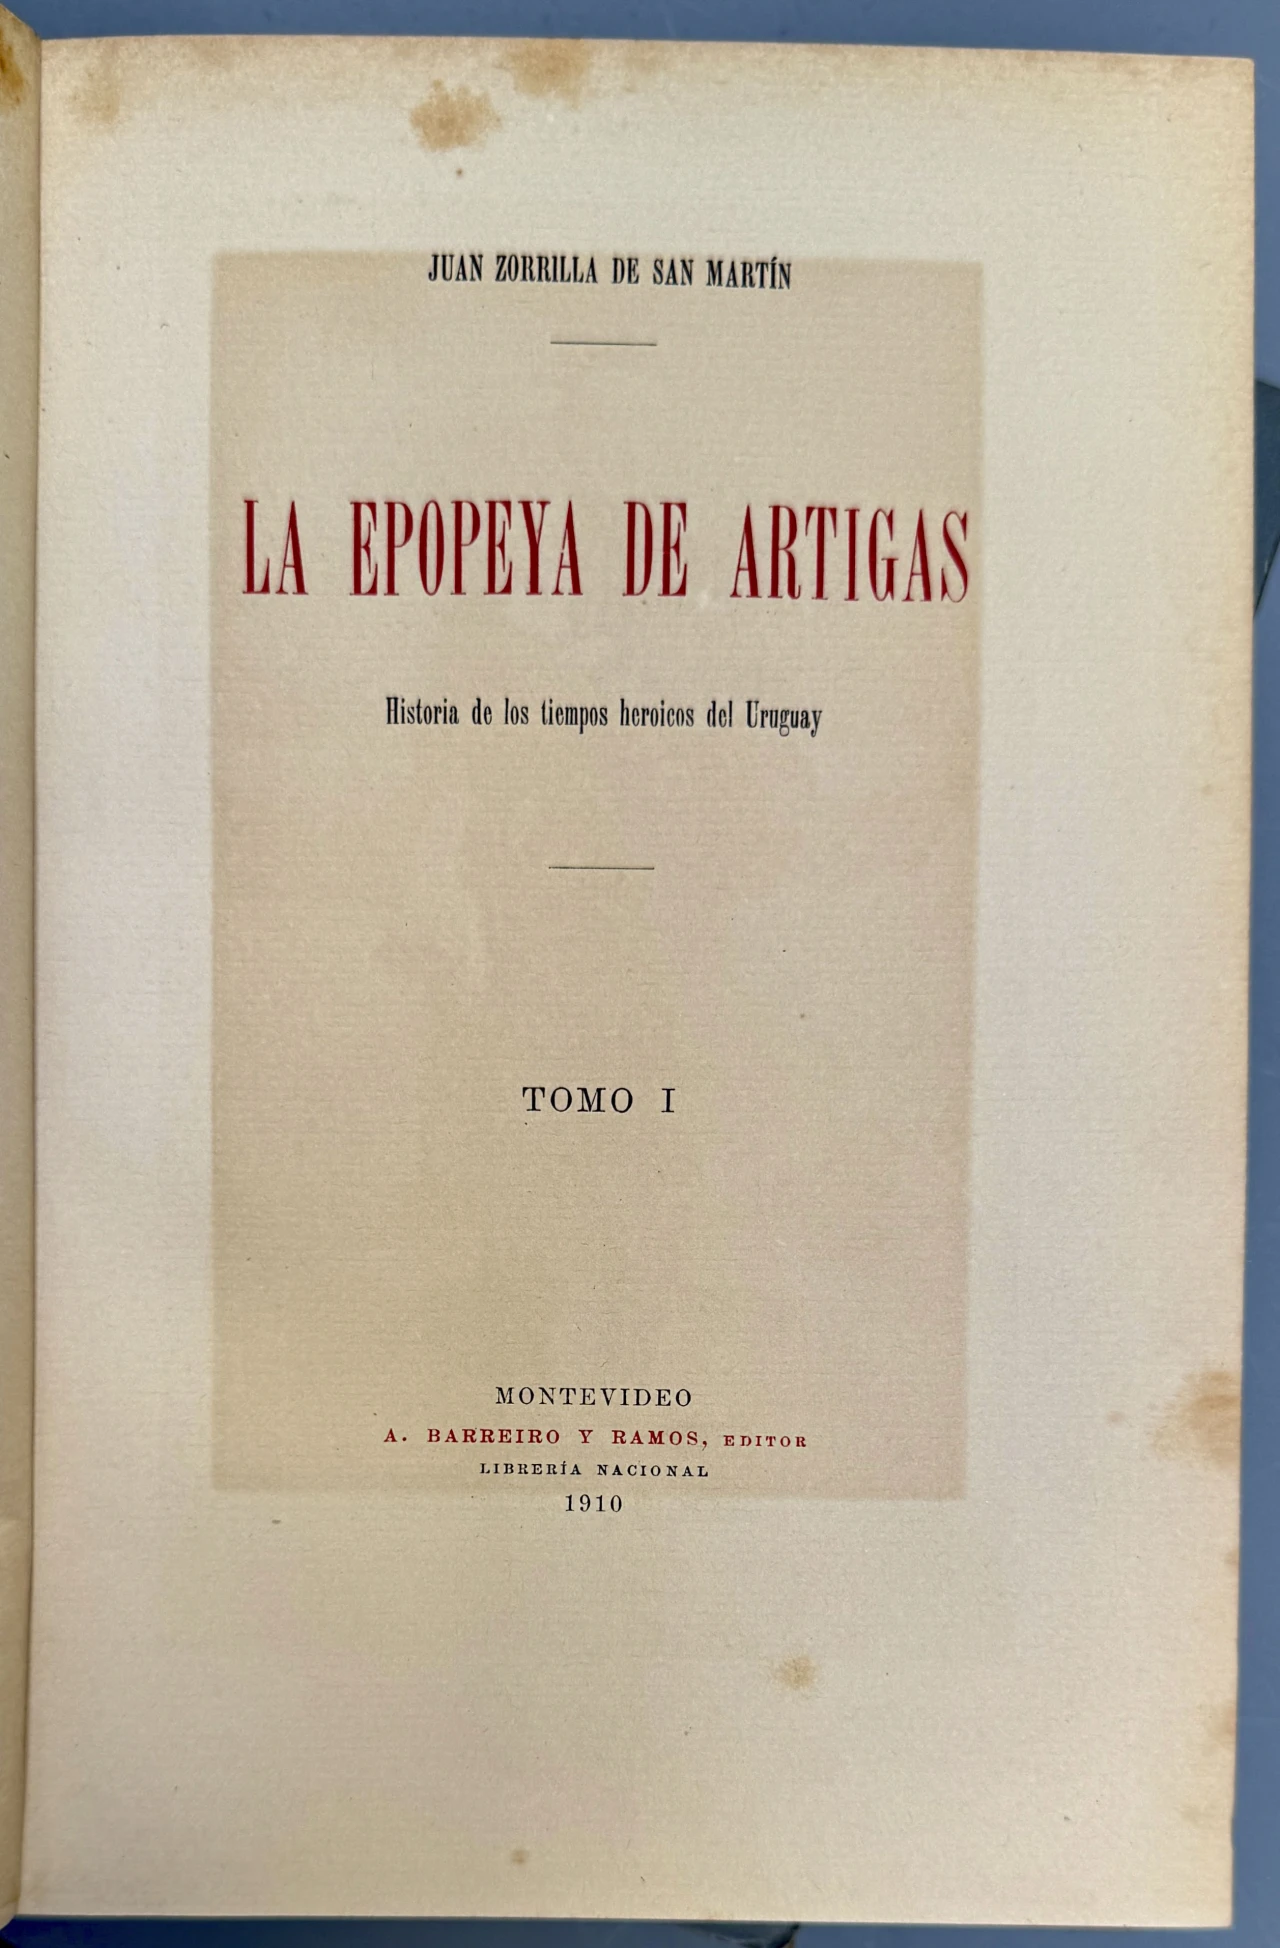 JUAN ZORRILLA DE SAN MARTÍN
LA EPOPEYA DE ARTIGAS
Historia de los tiempos heroicos del Uruguay
TOMO I
MONTEVIDEO
A. BARREIRO Y RAMOS, EDITOR
LIBRERÍA NACIONAL
1910